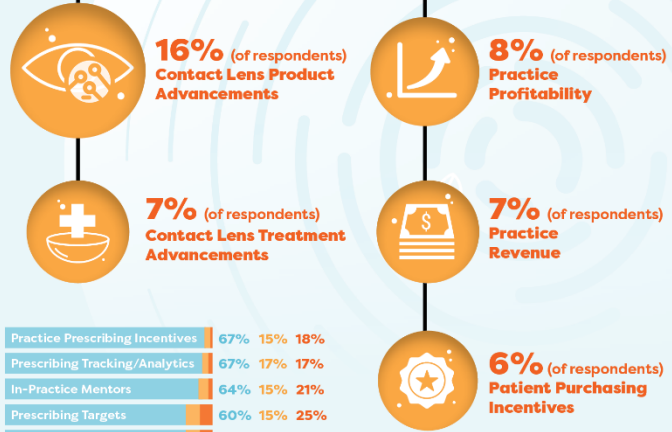 16% (of respondents)
Contact Lens Product
Advancements
8% (of respondents)
Practice
Profitability
7% (of respondents)
Contact Lens Treatment
Advancements
$
7% (of respondents)
Practice
Revenue
Practice Prescribing Incentives 67% 15% 18%
Prescribing Tracking/Analytics 67% 17% 17%
In-Practice Mentors 64% 15% 21%
Prescribing Targets 60% 15% 25%
6% (of respondents)
Patient Purchasing
Incentives